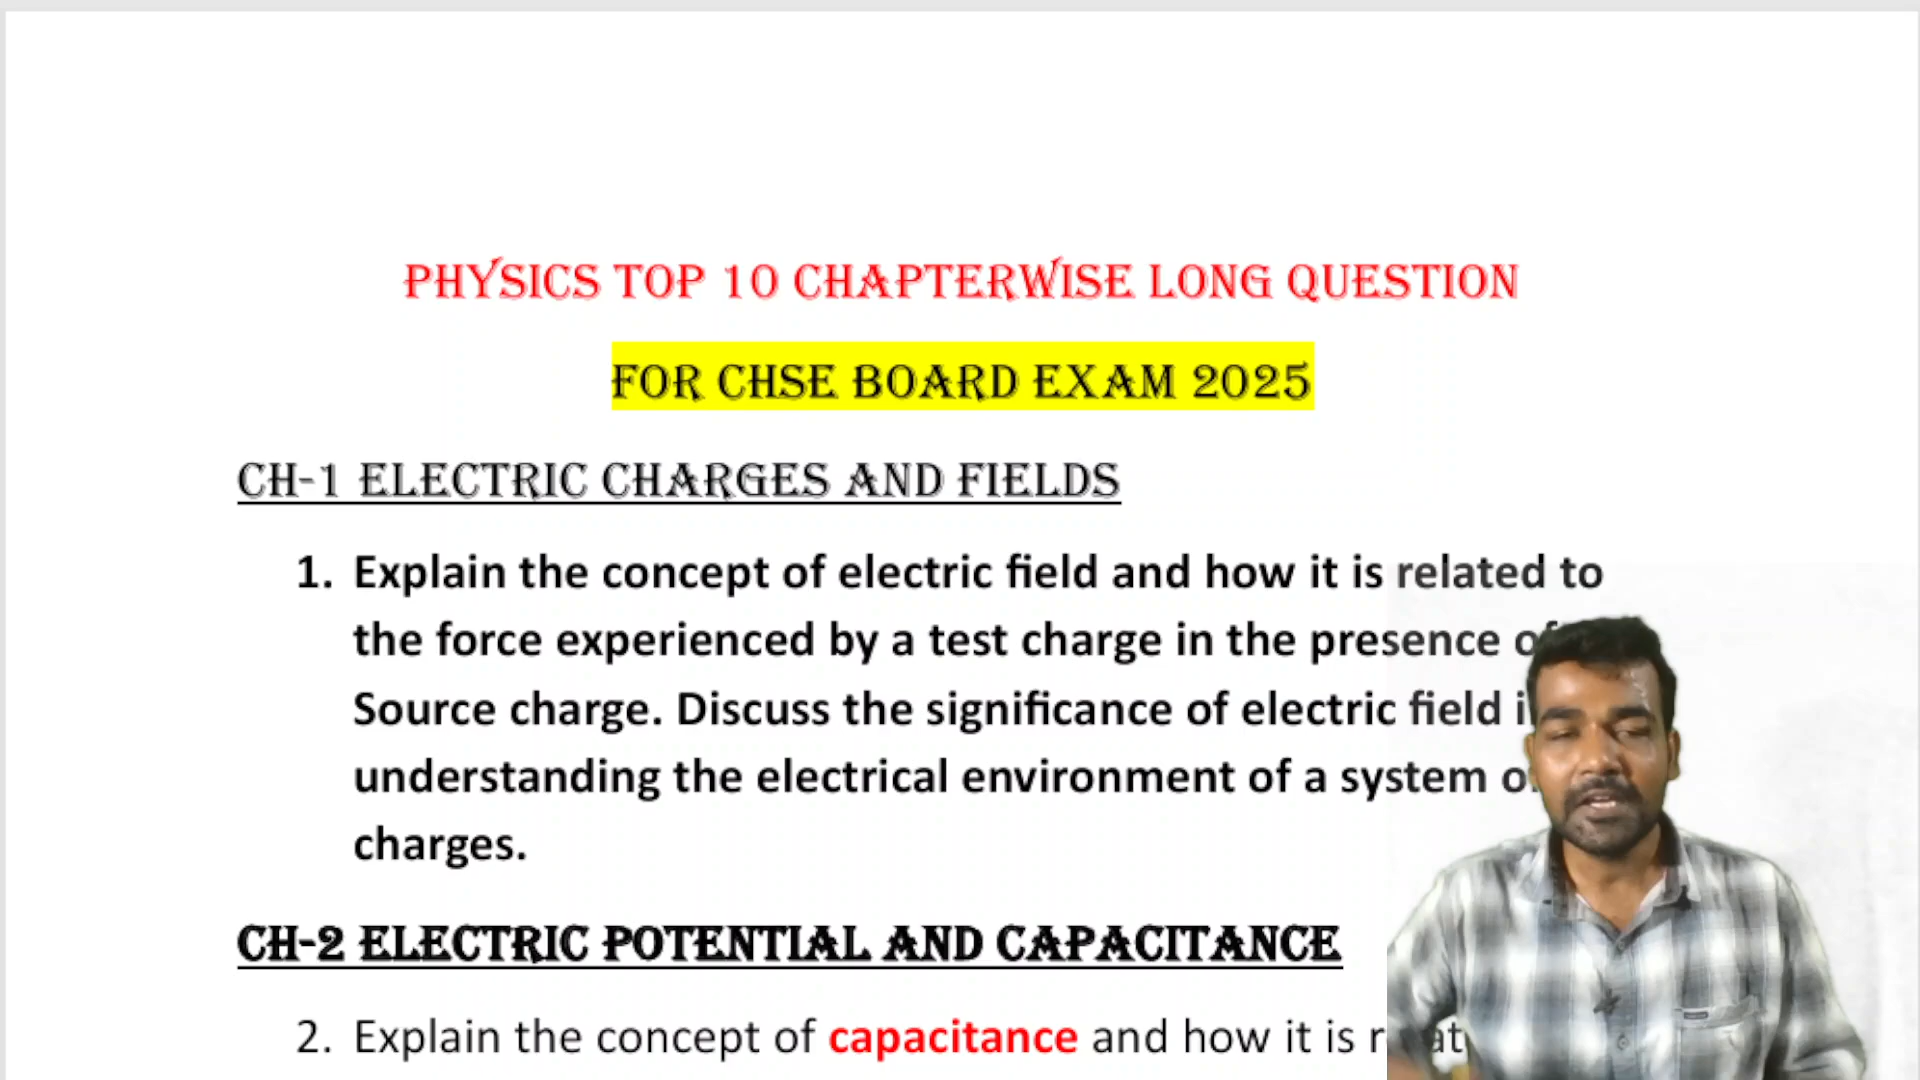 PHYSICS TOP 10 CHAPTERWISE LONG QUESTION
FOR CHSE BOARD EXAM 2025
CH-1 ELECTRIC CHARGES AND FIELDS
1. Explain the concept of electric field and how it is related to
the force experienced by a test charge in the presence
Source charge. Discuss the significance of electric field
understanding the electrical environment of a system
charges.
CH-2 ELECTRIC POTENTIAL AND CAPACITANCE
2. Explain the concept of capacitance and how it is